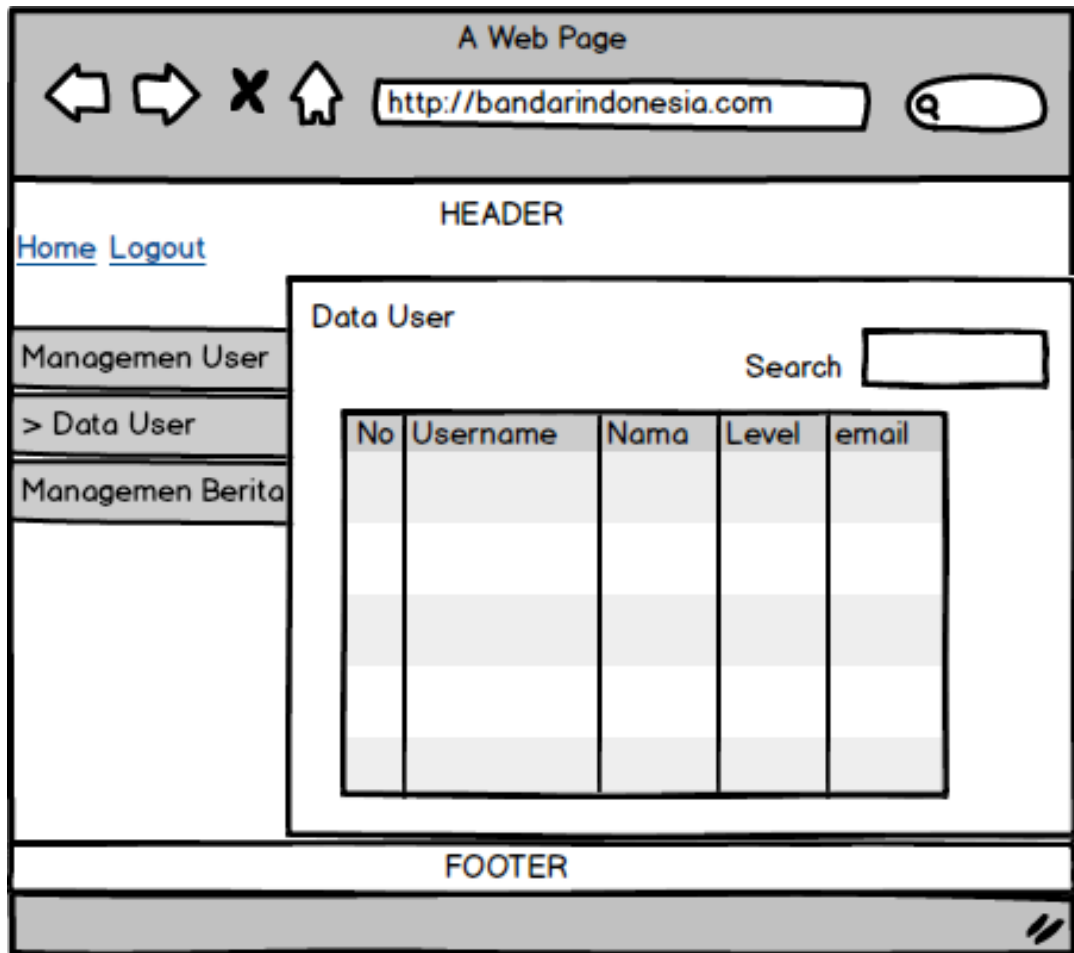 A Web Page
http://bandarindonesia.com
HEADER
Home Logout
Managemen User
> Data User
Managemen Berita
Data User
Search
No Username Nama Level email
FOOTER